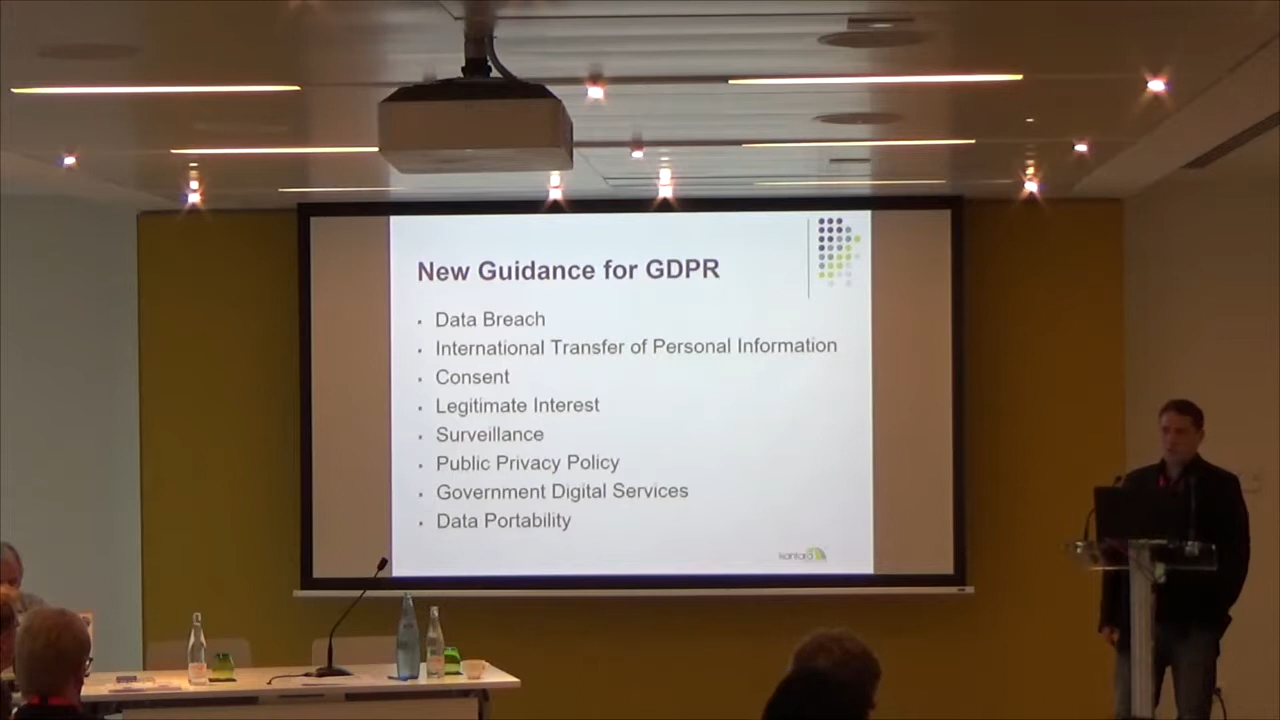 New Guidance for GDPR
• Data Breach
• International Transfer of Personal Information
• Consent
• Legitimate Interest
• Surveillance
• Public Privacy Policy
• Government Digital Services
• Data Portability
kantara